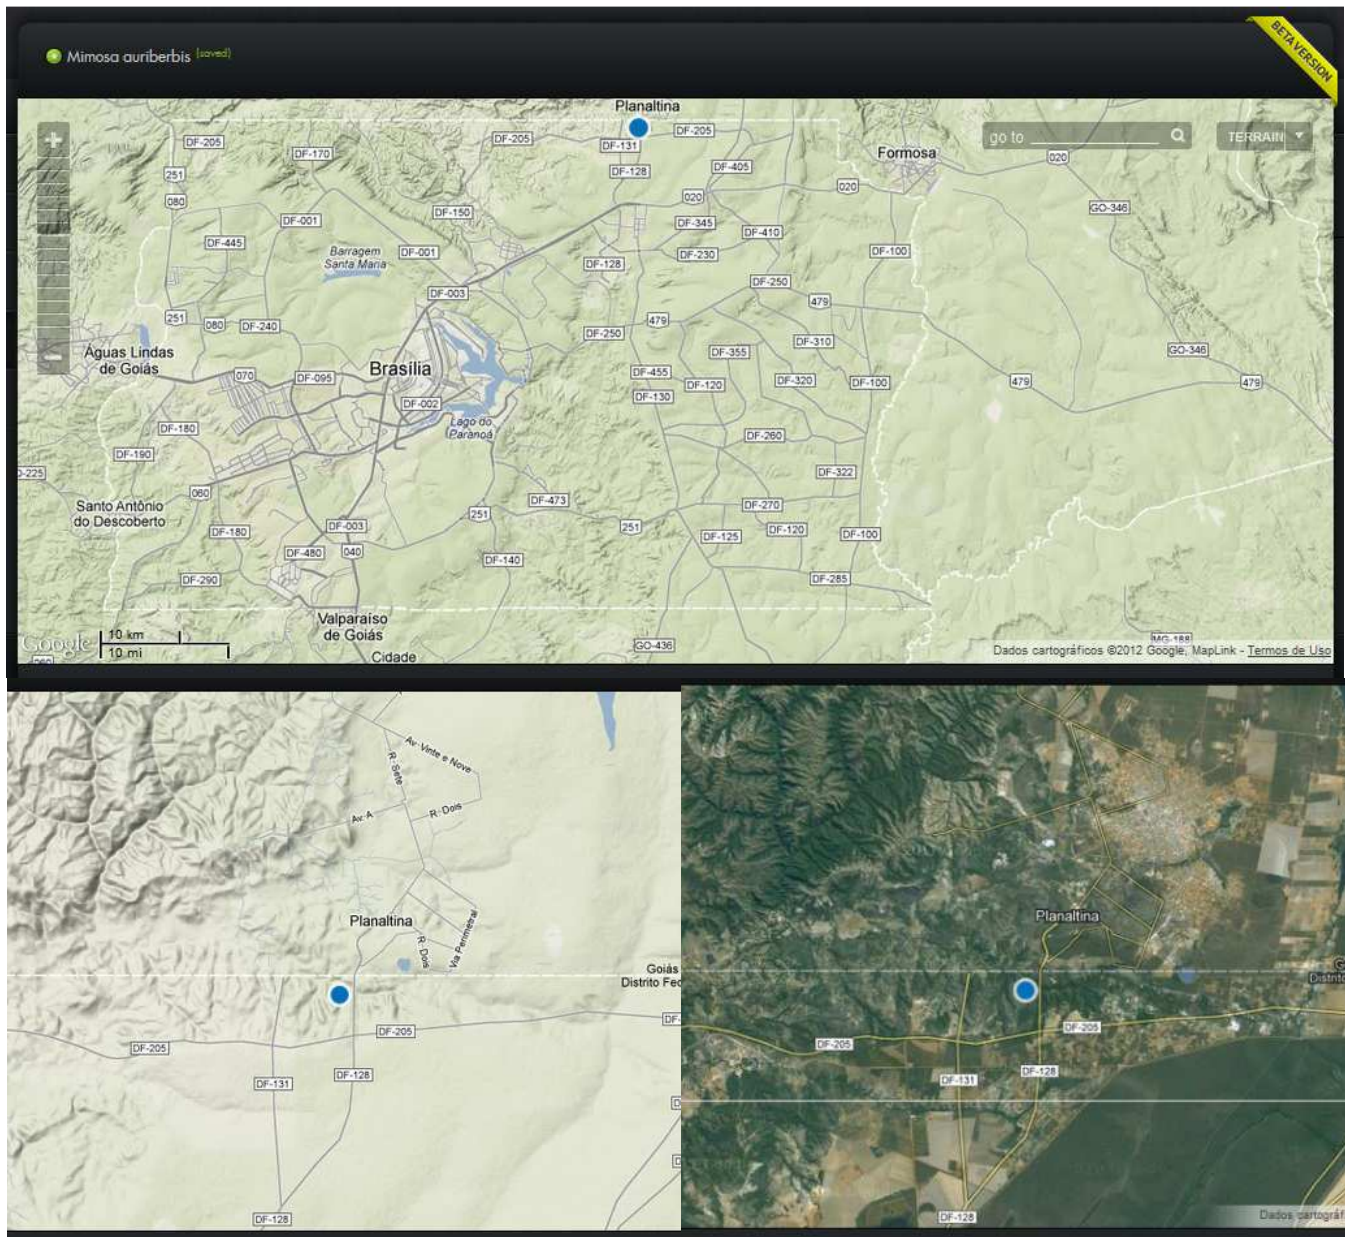 Mimosa auriberbis (saved)
BETA VERSION
Planaltina
go to
TERRAIN
DF-205
DF-170
DF-205
DF-131
DF-205
Formosa
020
251
DF-128
DF-405
080
020
020
GO-346
DF-001
DF-150
DF-345
DF-410
DF-445
Barragem
Santa Maria
DF-001
DF-128
DF-230
DF-100
DF-003
DF-250
479
251
080
DF-240
DF-250
479
DF-310
Águas Lindas
de Goiás
Brasília
DF-355
GO-346
070
DF-095
DF-455
DF-120
DF-320
DF-100
479
479
DF-002
DF-130
Lago do
Paranoá
DF-180
DF-260
DF-190
O-225
DF-322
060
Santo Antônio
do Descoberto
DF-473
251
251
DF-270
DF-180
DF-003
DF-125
DF-120
DF-100
DF-480
040
DF-140
DF-290
DF-285
Valparaíso
de Goiás
Google
10 km
10 mi
GO-436
MG-188
060
Cidade
Dados cartográficos ©2012 Google, MapLink - Termos de Uso
Av. Vinte e Nove
R. Sete
R. Dois
Av. A
Planaltina
R. Dois
Via Perimetral
Goiás
Distrito Fed
DF-205
DF-
DF-205
DF-131
DF-128
D
D
DF-128
Planaltina
G
Distrito
DF-205
DF-205
DF-131
DF-128
DF-128
Dados cartográf